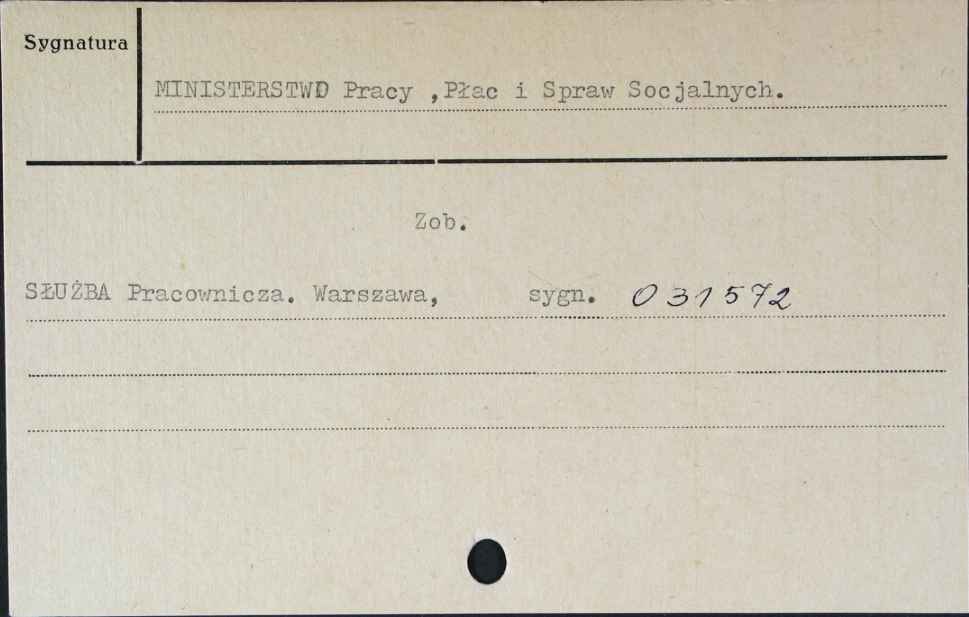 Sygnatura
MINISTERSTWO Pracy ,Płac i Spraw Socjalnych.
Zob.
SŁUŻBA Pracownicza. Warszawa, sygn. 031572